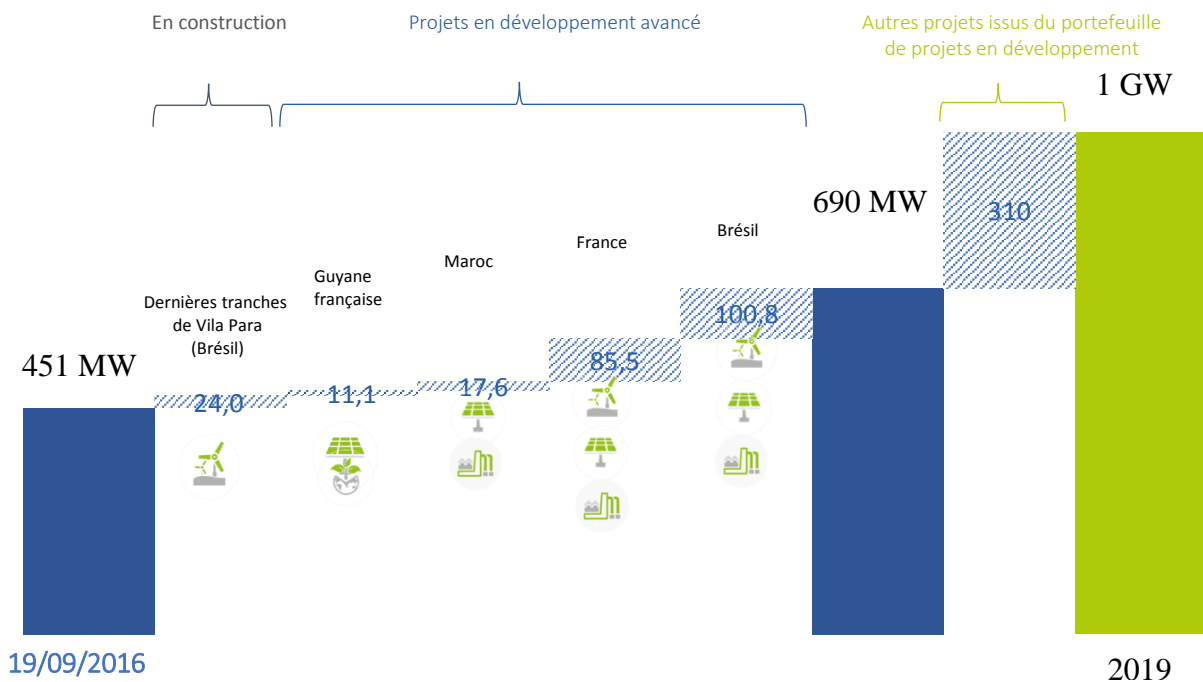 En construction
Projets en développement avancé
Autres projets issus du portefeuille
de projets en développement
1 GW
690 MW
310
Brésil
France
Maroc
Guyane
française
Dernières tranches
de Vila Para
(Brésil)
451 MW
24,0
11,1
17,6
85,5
100,8
19/09/2016
2019